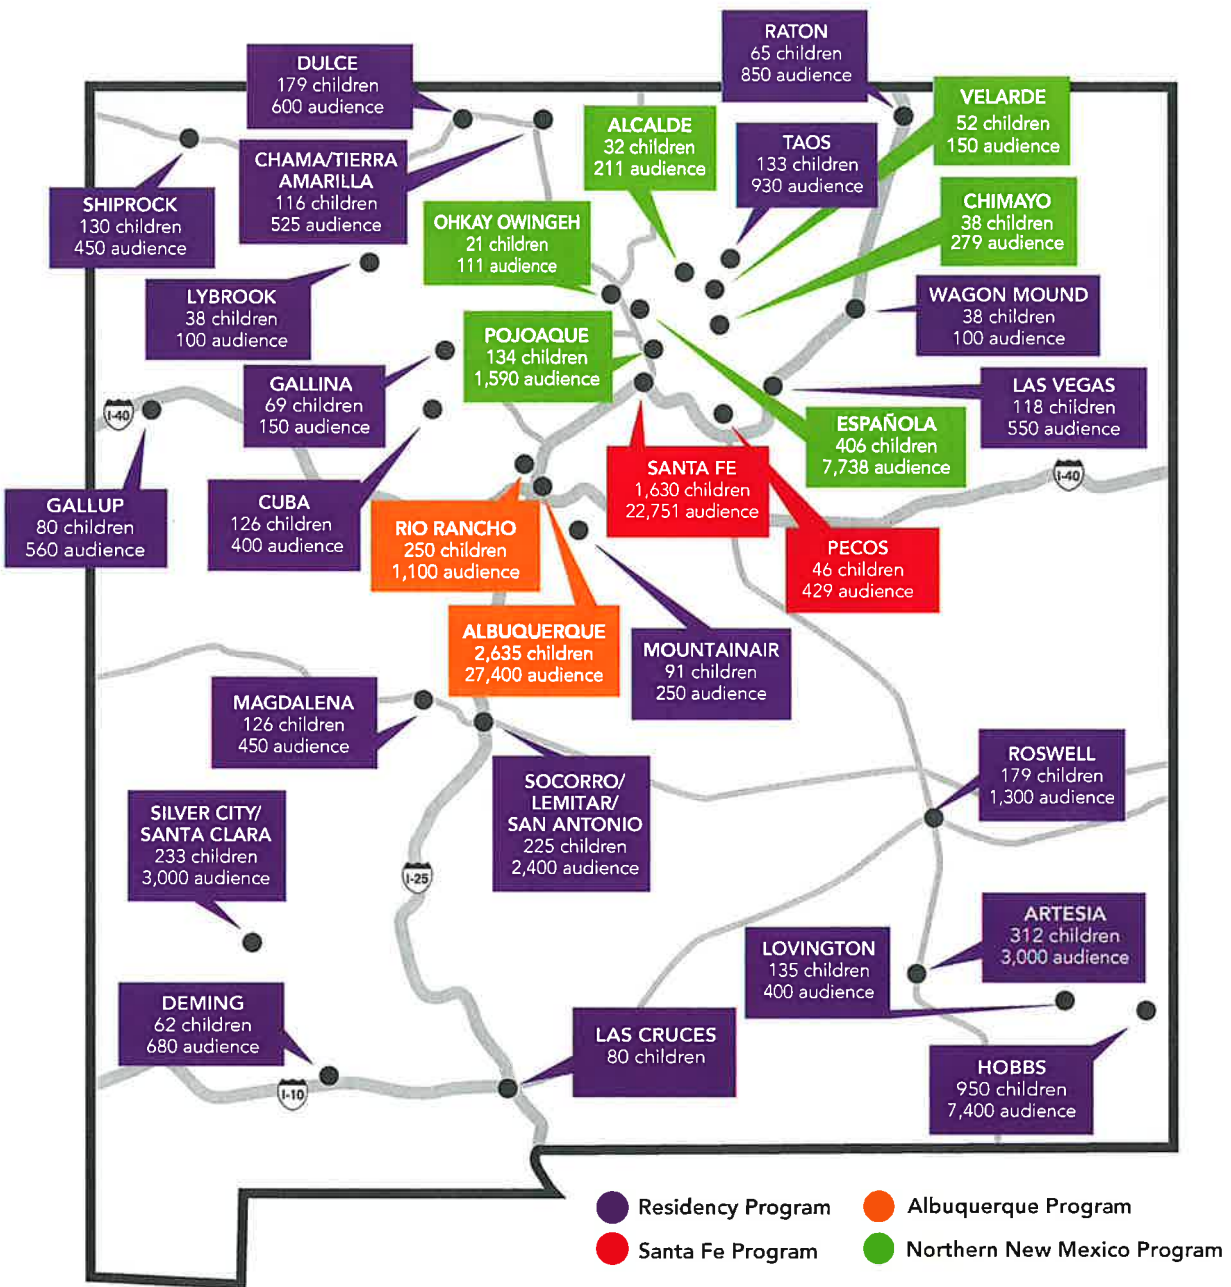 RATON
65 children
850 audience
DULCE
179 children
600 audience
VELARDE
52 children
150 audience
ALCALDE
32 children
211 audience
TAOS
133 children
930 audience
CHAMA/TIERRA
AMARILLA
116 children
525 audience
SHIPROCK
130 children
450 audience
CHIMAYO
38 children
279 audience
OHKAY OWINGEH
21 children
111 audience
LYBROOK
38 children
100 audience
WAGON MOUND
38 children
100 audience
POJOAQUE
134 children
1,590 audience
GALLINA
69 children
150 audience
LAS VEGAS
118 children
550 audience
I-40
ESPAÑOLA
406 children
7,738 audience
SANTA FE
1,630 children
22,751 audience
I-40
GALLUP
80 children
560 audience
CUBA
126 children
400 audience
RIO RANCHO
250 children
1,100 audience
PECOS
46 children
429 audience
ALBUQUERQUE
2,635 children
27,400 audience
MOUNTAINAIR
91 children
250 audience
MAGDALENA
126 children
450 audience
ROSWELL
179 children
1,300 audience
SOCORRO/
LEMITAR/
SAN ANTONIO
225 children
2,400 audience
SILVER CITY/
SANTA CLARA
233 children
3,000 audience
I-25
ARTESIA
312 children
3,000 audience
LOVINGTON
135 children
400 audience
DEMING
62 children
680 audience
LAS CRUCES
80 children
HOBBS
950 children
7,400 audience
I-10
Residency Program
Albuquerque Program
Santa Fe Program
Northern New Mexico Program